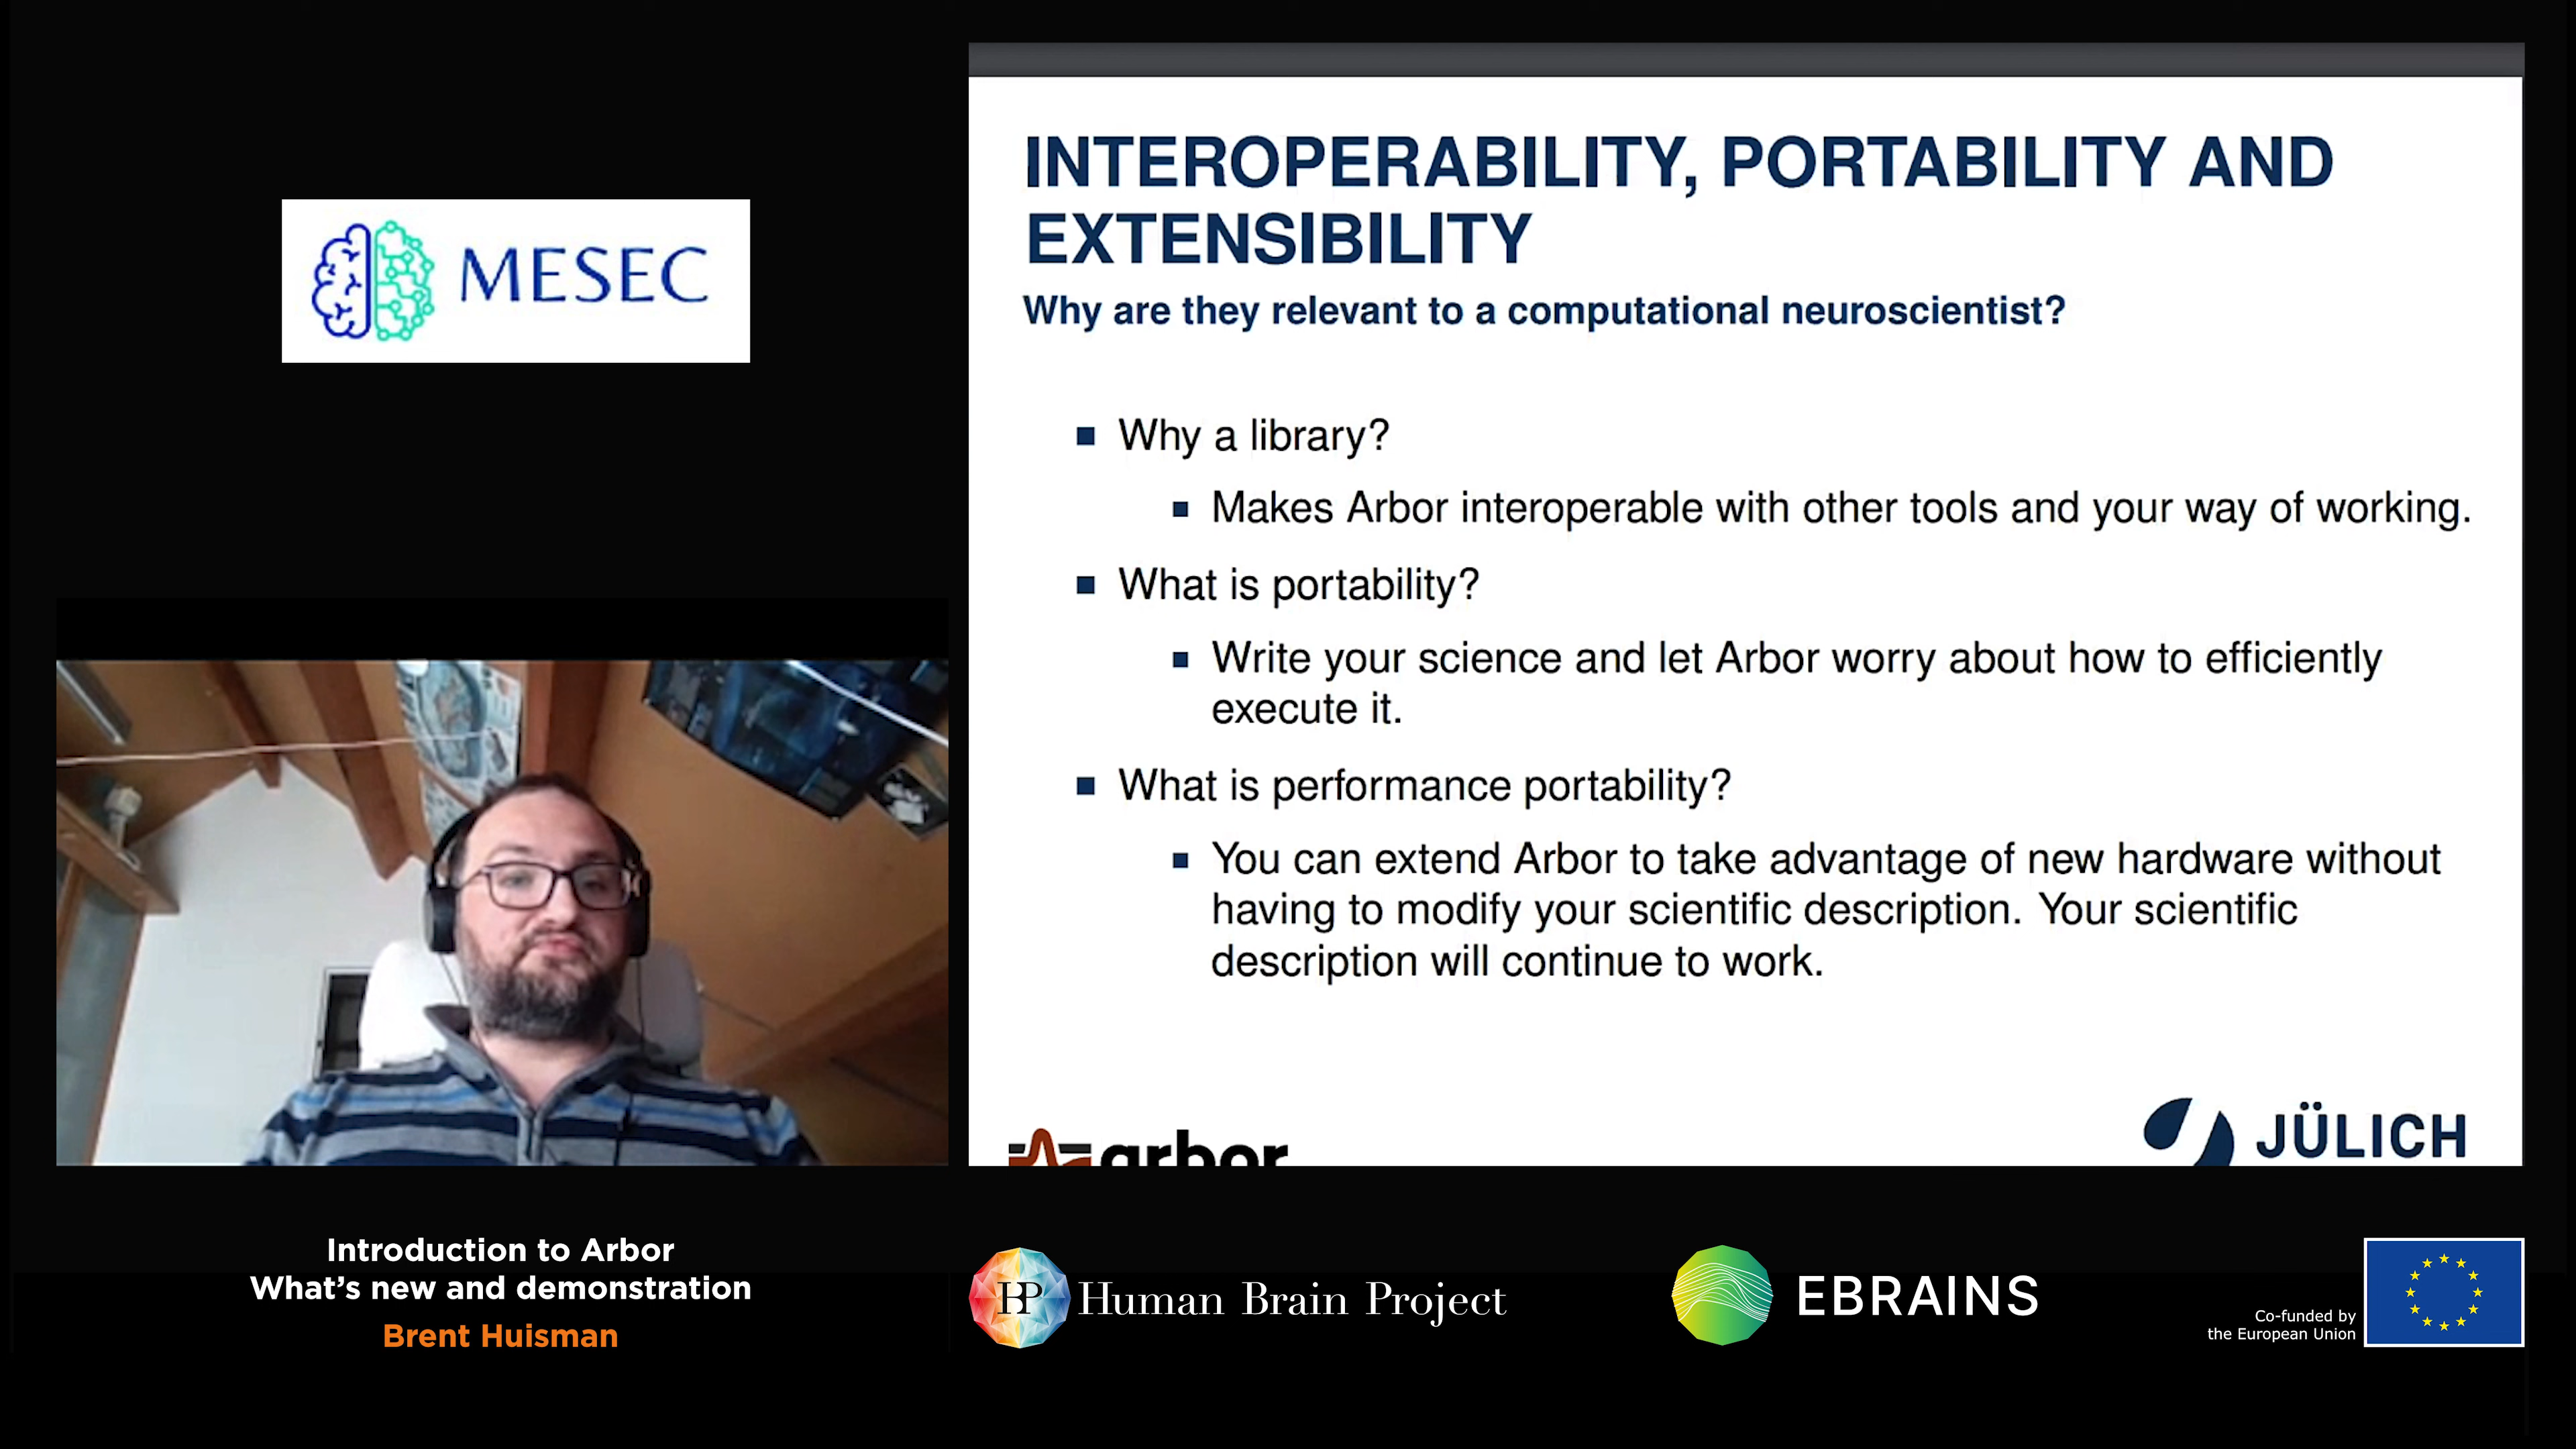 MESEC
INTEROPERABILITY, PORTABILITY AND
EXTENSIBILITY
Why are they relevant to a computational neuroscientist?
Why a library?
Makes Arbor interoperable with other tools and your way of working.
What is portability?
Write your science and let Arbor worry about how to efficiently
execute it.
What is performance portability?
You can extend Arbor to take advantage of new hardware without
having to modify your scientific description. Your scientific
description will continue to work.
arbor
JÜLICH
Introduction to Arbor
What's new and demonstration
Brent Huisman
HBP Human Brain Project
EBRAINS
Co-funded by
the European Union